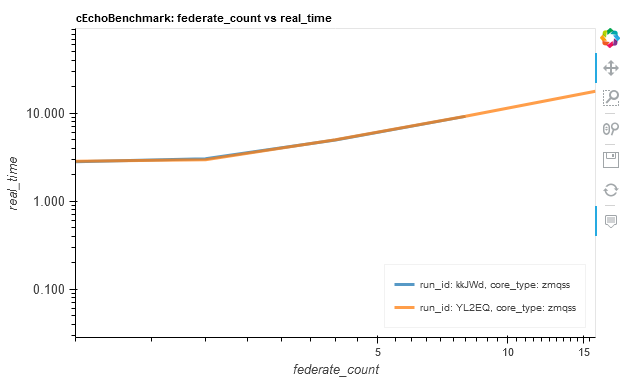 cEchoBenchmark: federate_count vs real_time
10.000
1.000
0.100
real_time
run_id: kkJWd, core_type: zmqss
run_id: YL2EQ, core_type: zmqss
5 10 15
federate_count